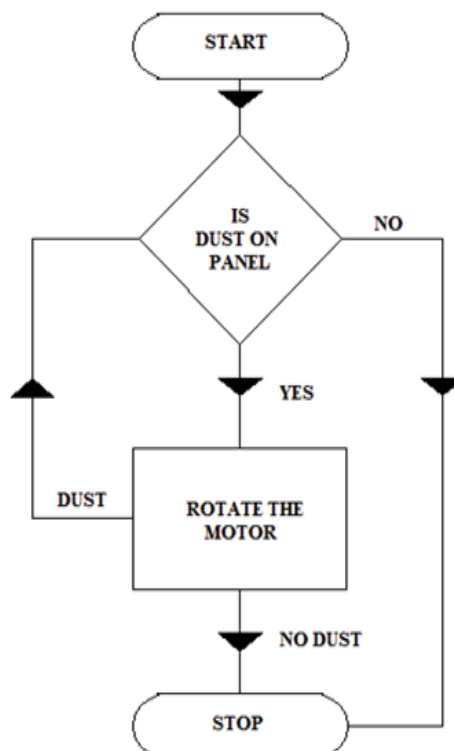 START
IS
DUST ON
PANEL
NO
YES
DUST
ROTATE THE
MOTOR
NO DUST
STOP